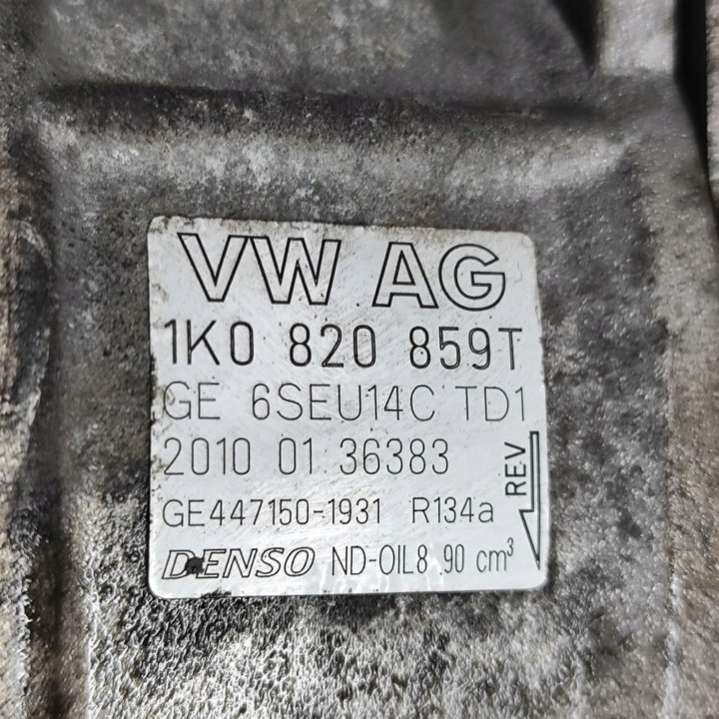 VW AG
1K0 820 859T
GE 6SEU14C TD1
2010 01 36383
REV
GE447150-1931 R134a
DENSO ND-OIL8 90 cm³